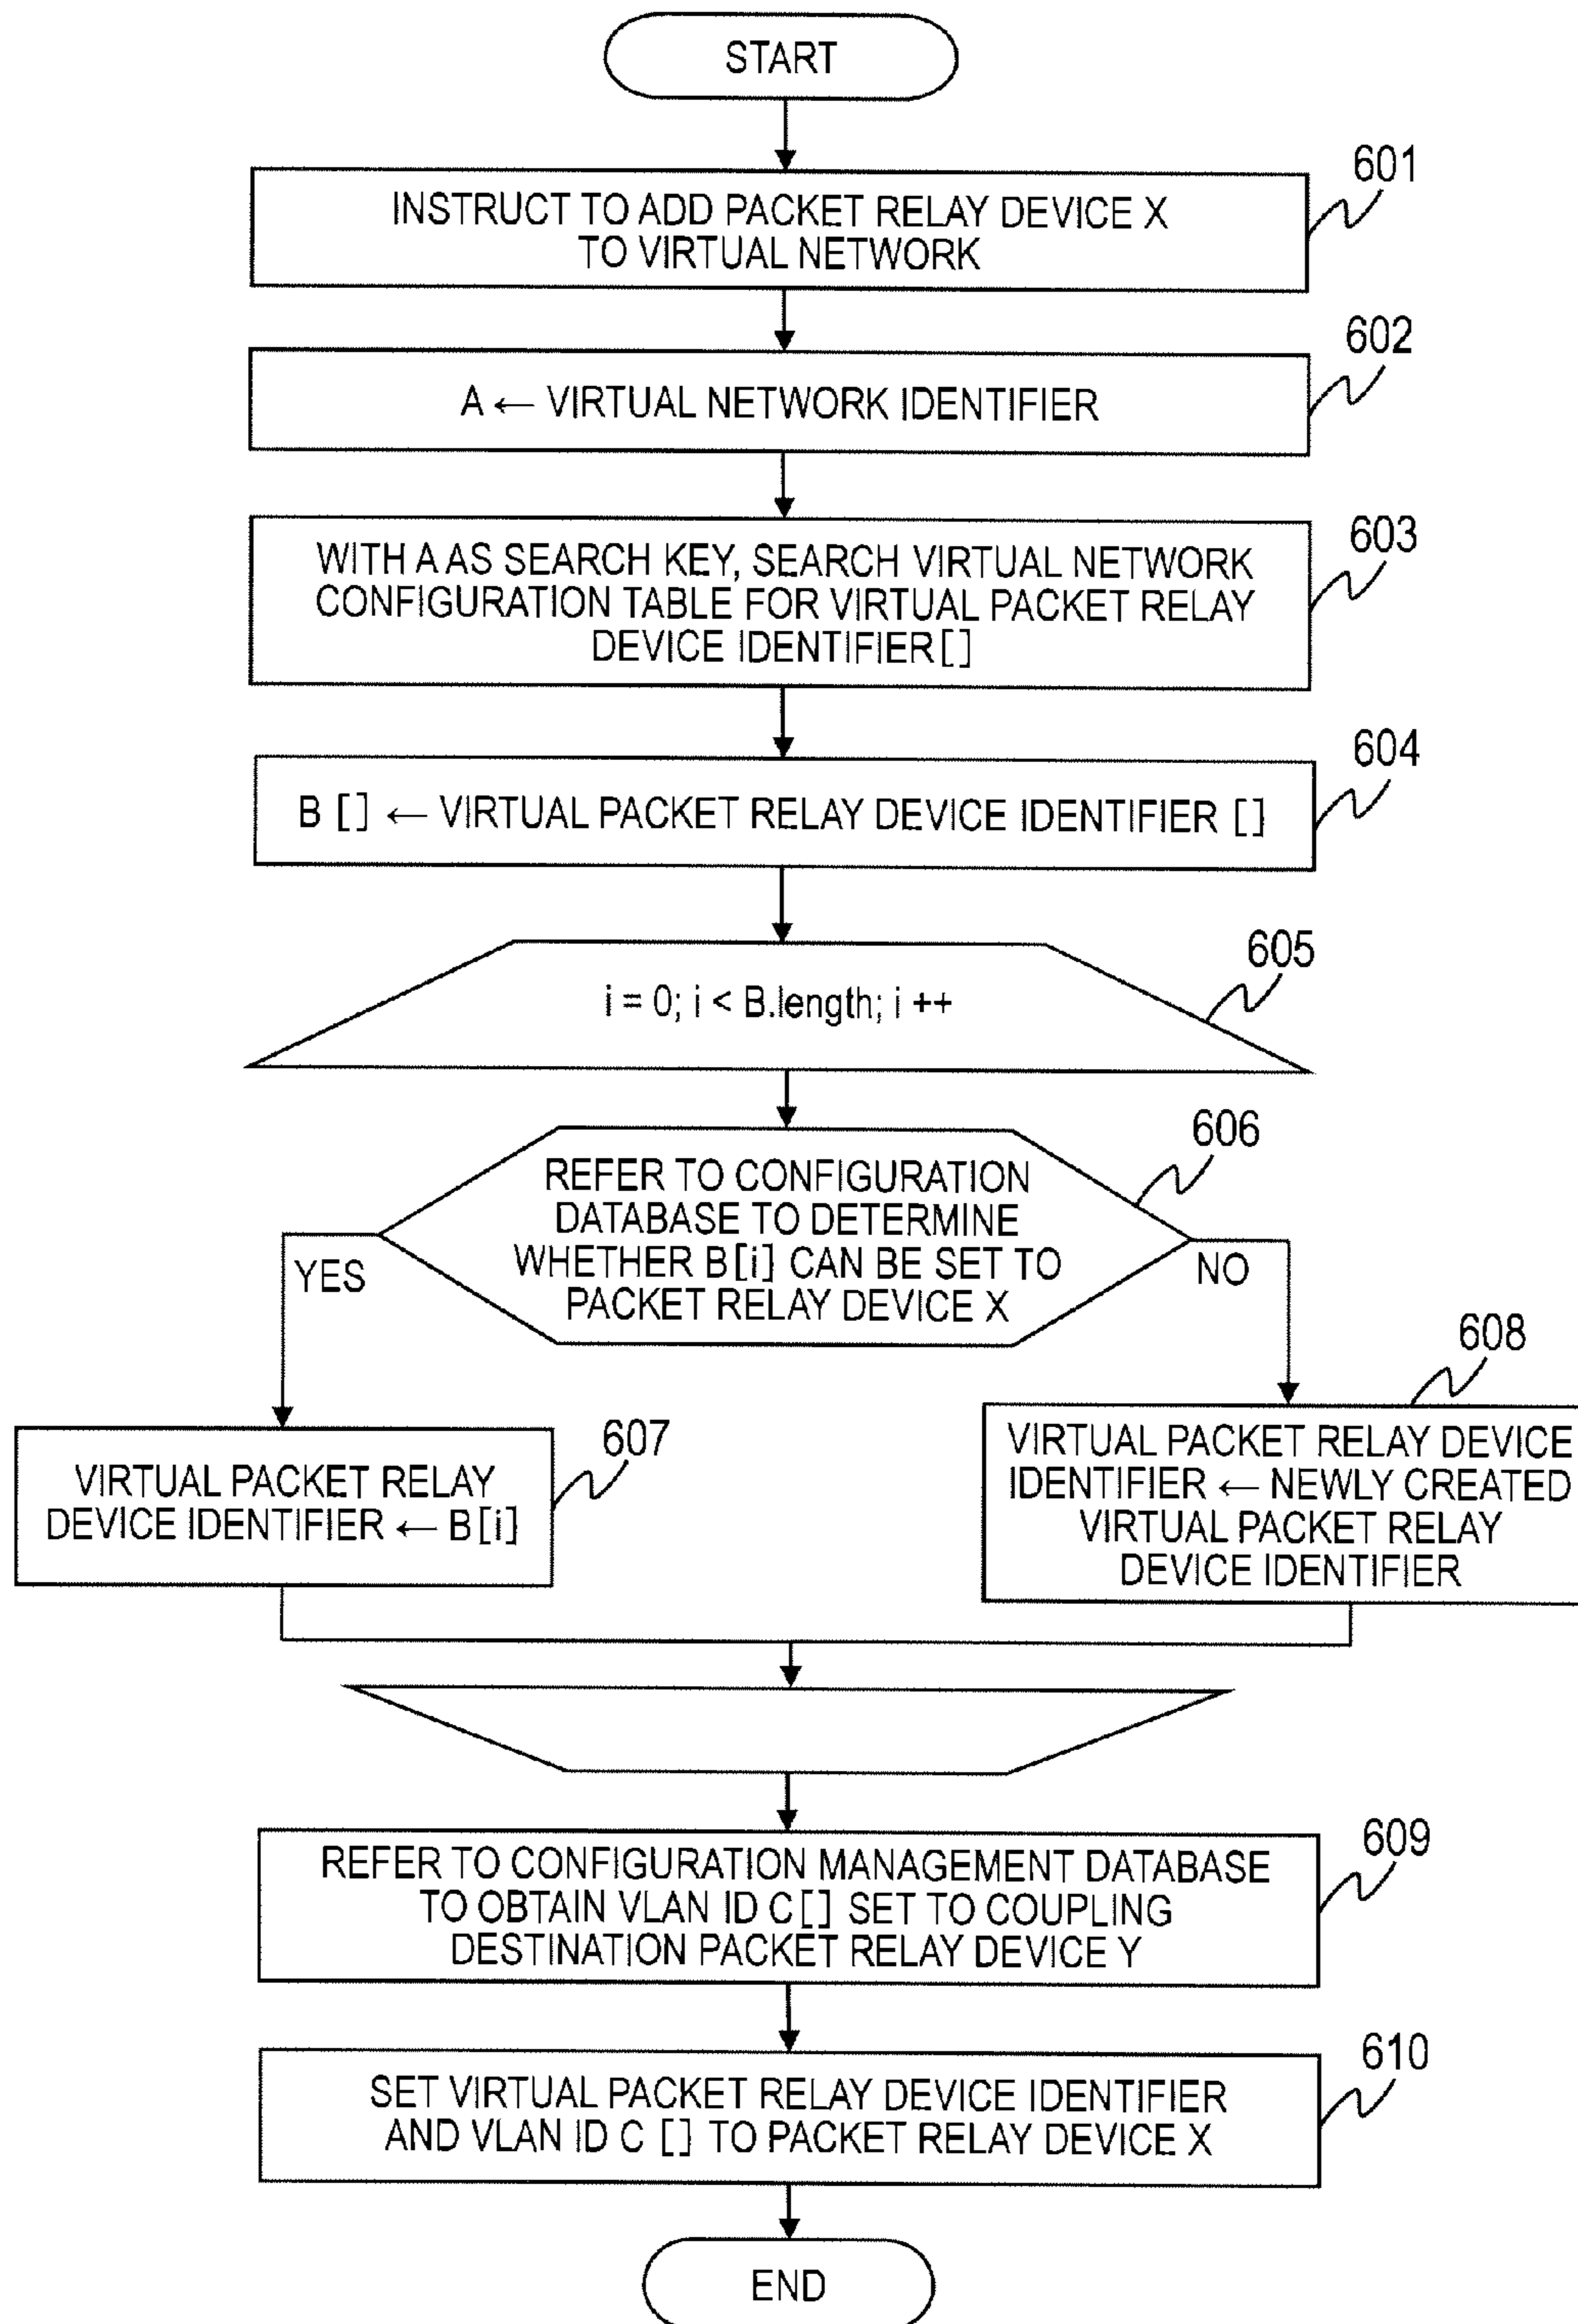 START
601
INSTRUCT TO ADD PACKET RELAY DEVICE X
TO VIRTUAL NETWORK
602
A ← VIRTUAL NETWORK IDENTIFIER
603
WITH A AS SEARCH KEY, SEARCH VIRTUAL NETWORK
CONFIGURATION TABLE FOR VIRTUAL PACKET RELAY
DEVICE IDENTIFIER[]
604
B [] ← VIRTUAL PACKET RELAY DEVICE IDENTIFIER []
605
i = 0; i < B.length; i ++
606
REFER TO CONFIGURATION
DATABASE TO DETERMINE
WHETHER B[i] CAN BE SET TO
PACKET RELAY DEVICE X
YES
NO
607
VIRTUAL PACKET RELAY
DEVICE IDENTIFIER ← B[i]
608
VIRTUAL PACKET RELAY DEVICE
IDENTIFIER ← NEWLY CREATED
VIRTUAL PACKET RELAY
DEVICE IDENTIFIER
609
REFER TO CONFIGURATION MANAGEMENT DATABASE
TO OBTAIN VLAN ID C[] SET TO COUPLING
DESTINATION PACKET RELAY DEVICE Y
610
SET VIRTUAL PACKET RELAY DEVICE IDENTIFIER
AND VLAN ID C [] TO PACKET RELAY DEVICE X
END